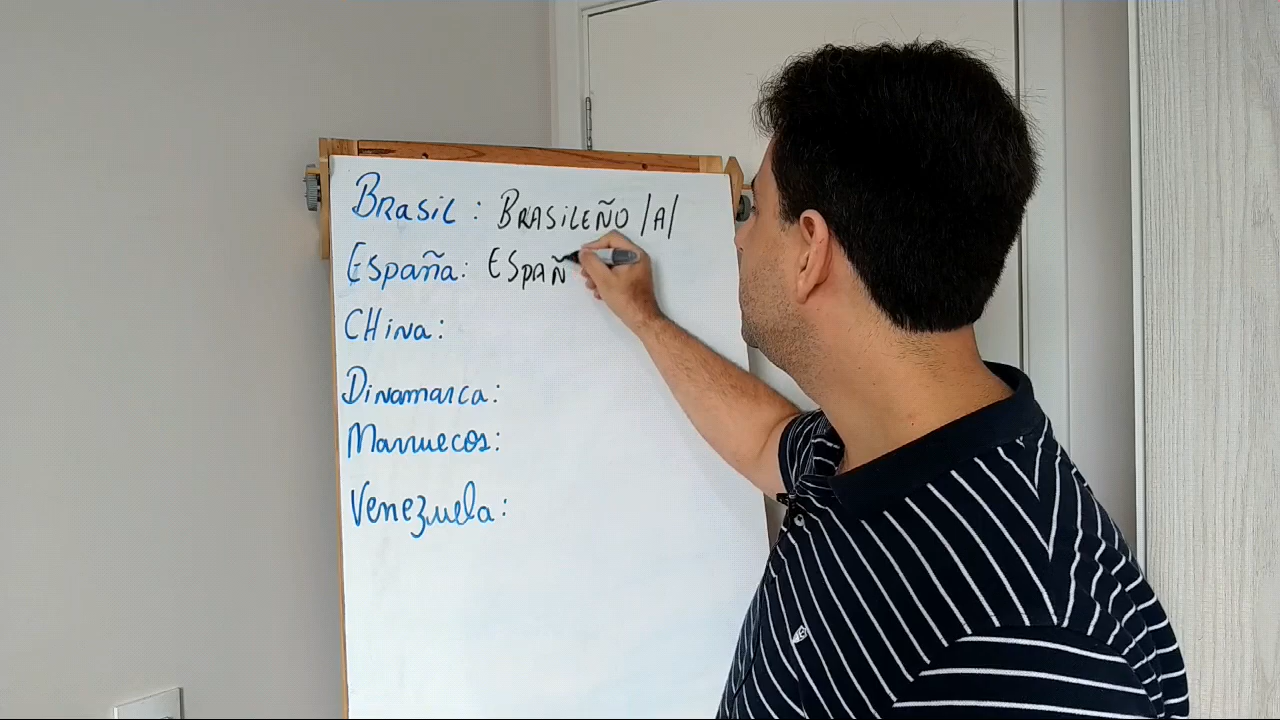 Brasil: BRASILEÑO/A/
España: ESPAÑ
CHina:
Dinamarca:
Marruecos:
Venezuela: